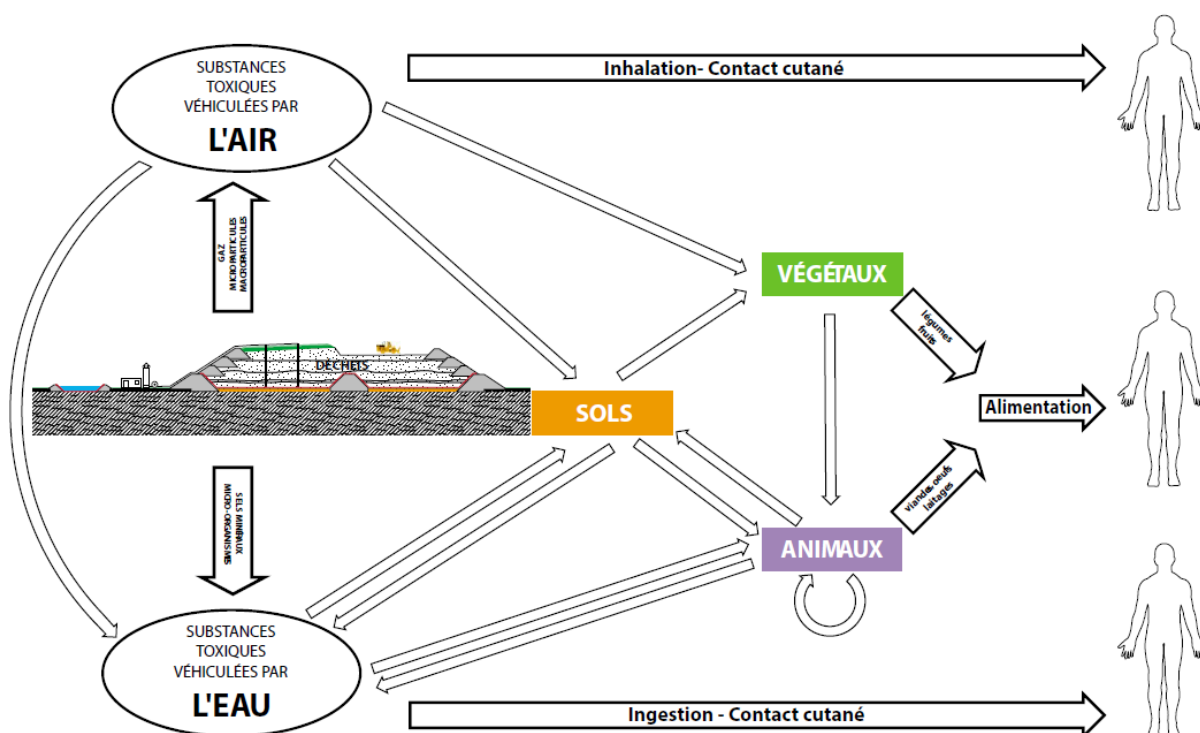 SUBSTANCES
TOXIQUES
VÉHICULÉES PAR
L'AIR
Inhalation- Contact cutané
GAZ
MICROPARTICULES
MACROPARTICULES
VÉGÉTAUX
légumes
fruits
DÉCHETS
SOLS
Alimentation
viandes, oeufs
laitages
SELS MINÉRAUX
MICRO-ORGANISMES
ANIMAUX
SUBSTANCES
TOXIQUES
VÉHICULÉES PAR
L'EAU
Ingestion - Contact cutané